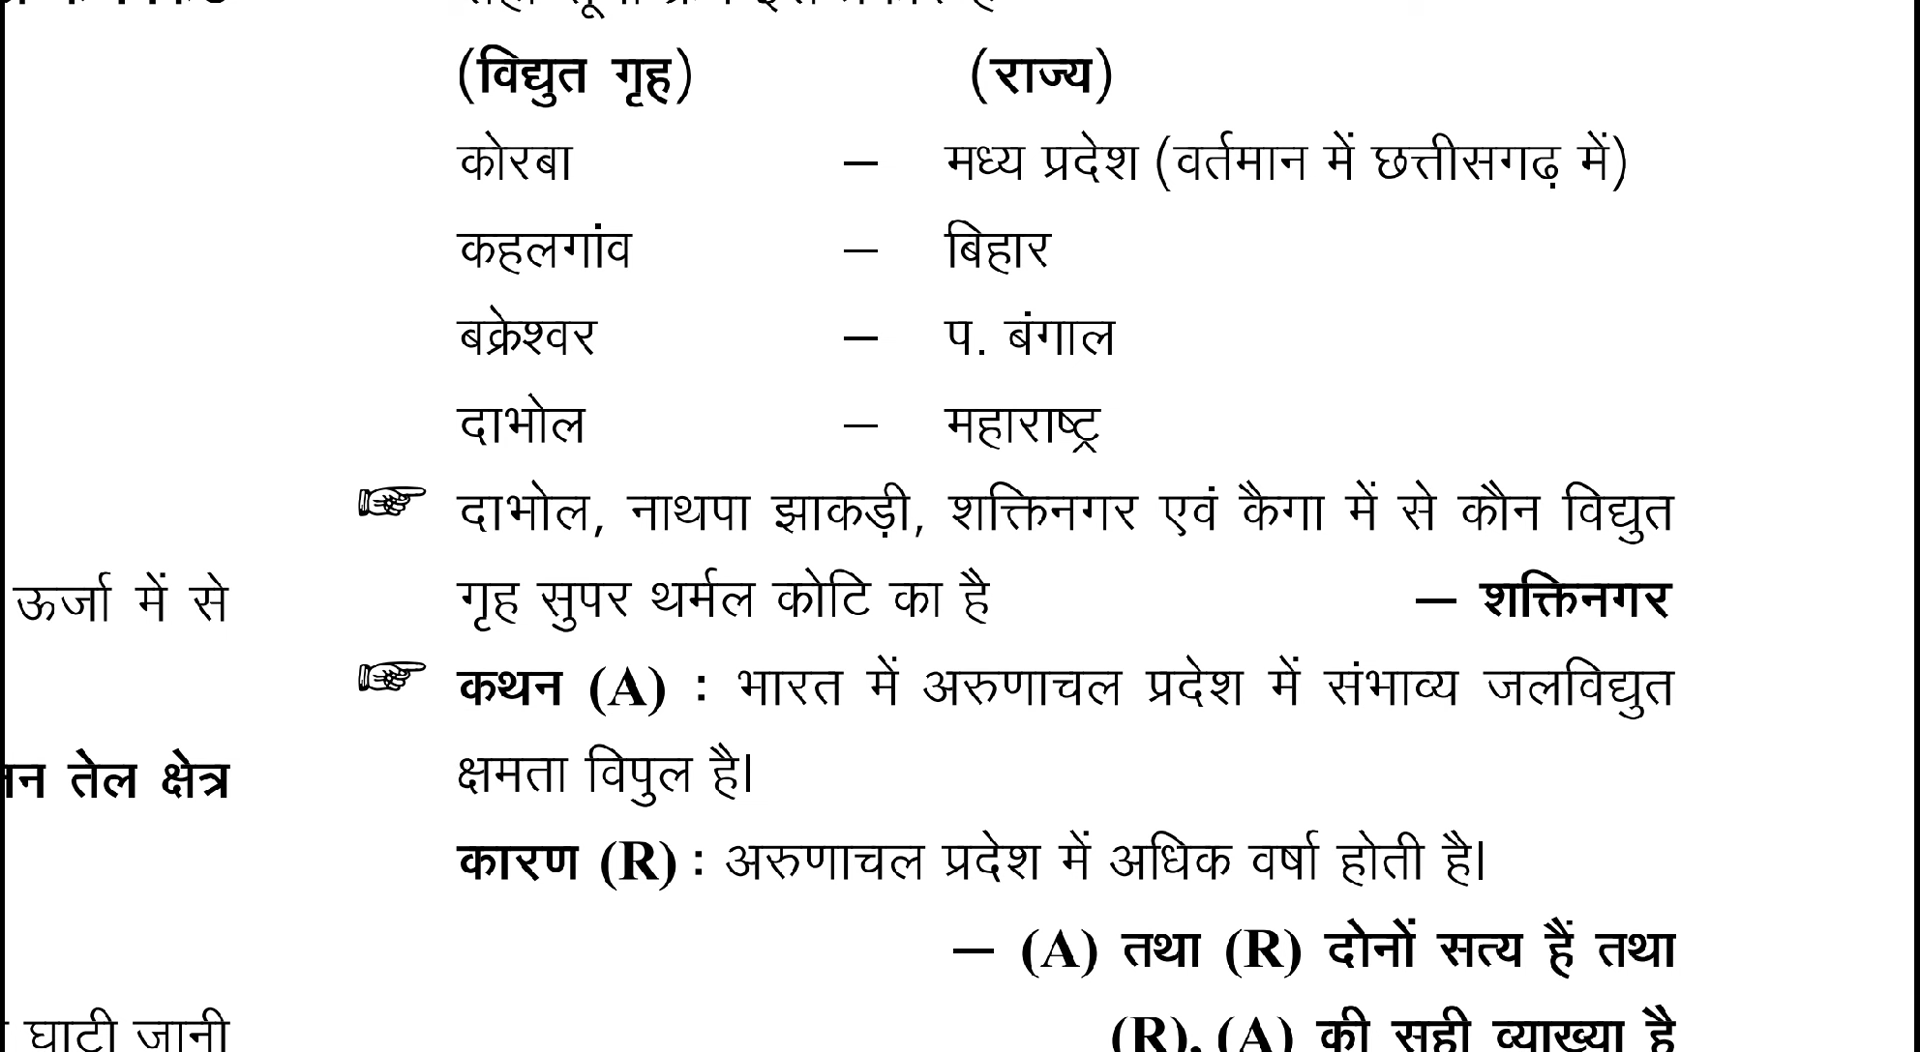 (विद्युत गृह) (राज्य)
कोरबा – मध्य प्रदेश (वर्तमान में छत्तीसगढ़ में)
कहलगांव – बिहार
बक्रेश्वर – प. बंगाल
दाभोल – महाराष्ट्र
दाभोल, नाथपा झाकड़ी, शक्तिनगर एवं कैगा में से कौन विद्युत
गृह सुपर थर्मल कोटि का है – शक्तिनगर
कथन (A) : भारत में अरुणाचल प्रदेश में संभाव्य जलविद्युत
क्षमता विपुल है।
कारण (R) : अरुणाचल प्रदेश में अधिक वर्षा होती है।
– (A) तथा (R) दोनों सत्य हैं तथा
(R), (A) की सही व्याख्या है
ऊर्जा में से
तेल क्षेत्र
घाटी जानी